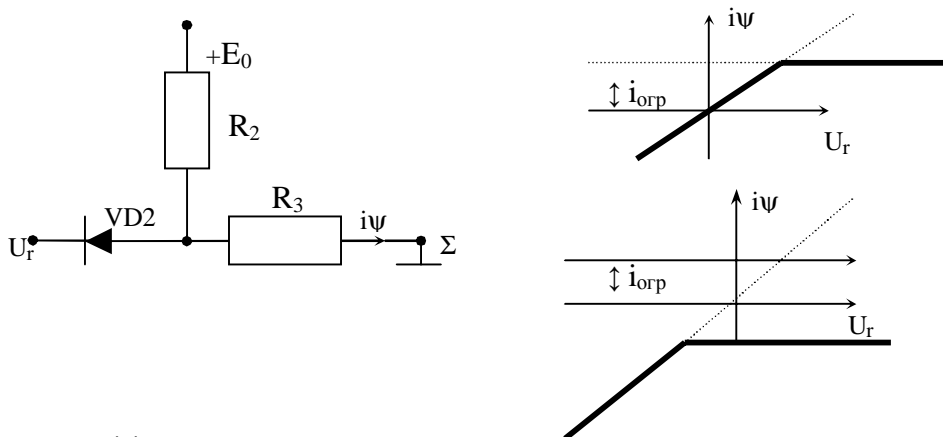 +E₀
R₂
VD2
R₃
iψ
Uᵣ
Σ
iψ
↕ iогр
Uᵣ
iψ
↕ iогр
Uᵣ